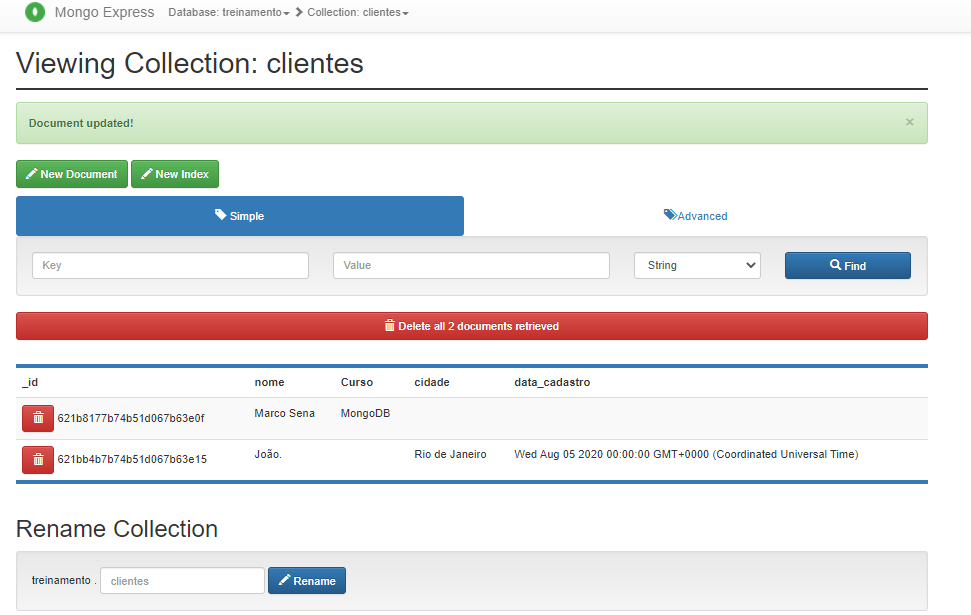 Mongo Express Database: treinamento Collection: clientes
Viewing Collection: clientes
Document updated! ×
New Document New Index
Simple Advanced
Key Value String Find
Delete all 2 documents retrieved
_id nome Curso cidade data_cadastro
621b8177b74b51d067b63e0f Marco Sena MongoDB
621bb4b7b74b51d067b63e15 João. Rio de Janeiro Wed Aug 05 2020 00:00:00 GMT+0000 (Coordinated Universal Time)
Rename Collection
treinamento . clientes Rename